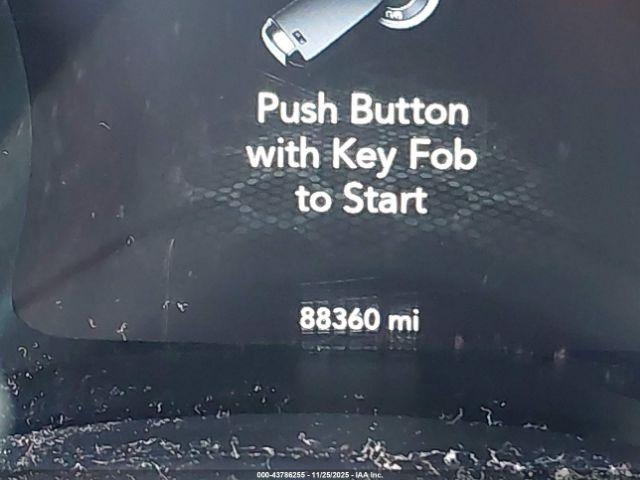 Push Button
with Key Fob
to Start
88360 mi
000-43786255 - 11/25/2025 - IAA Inc.